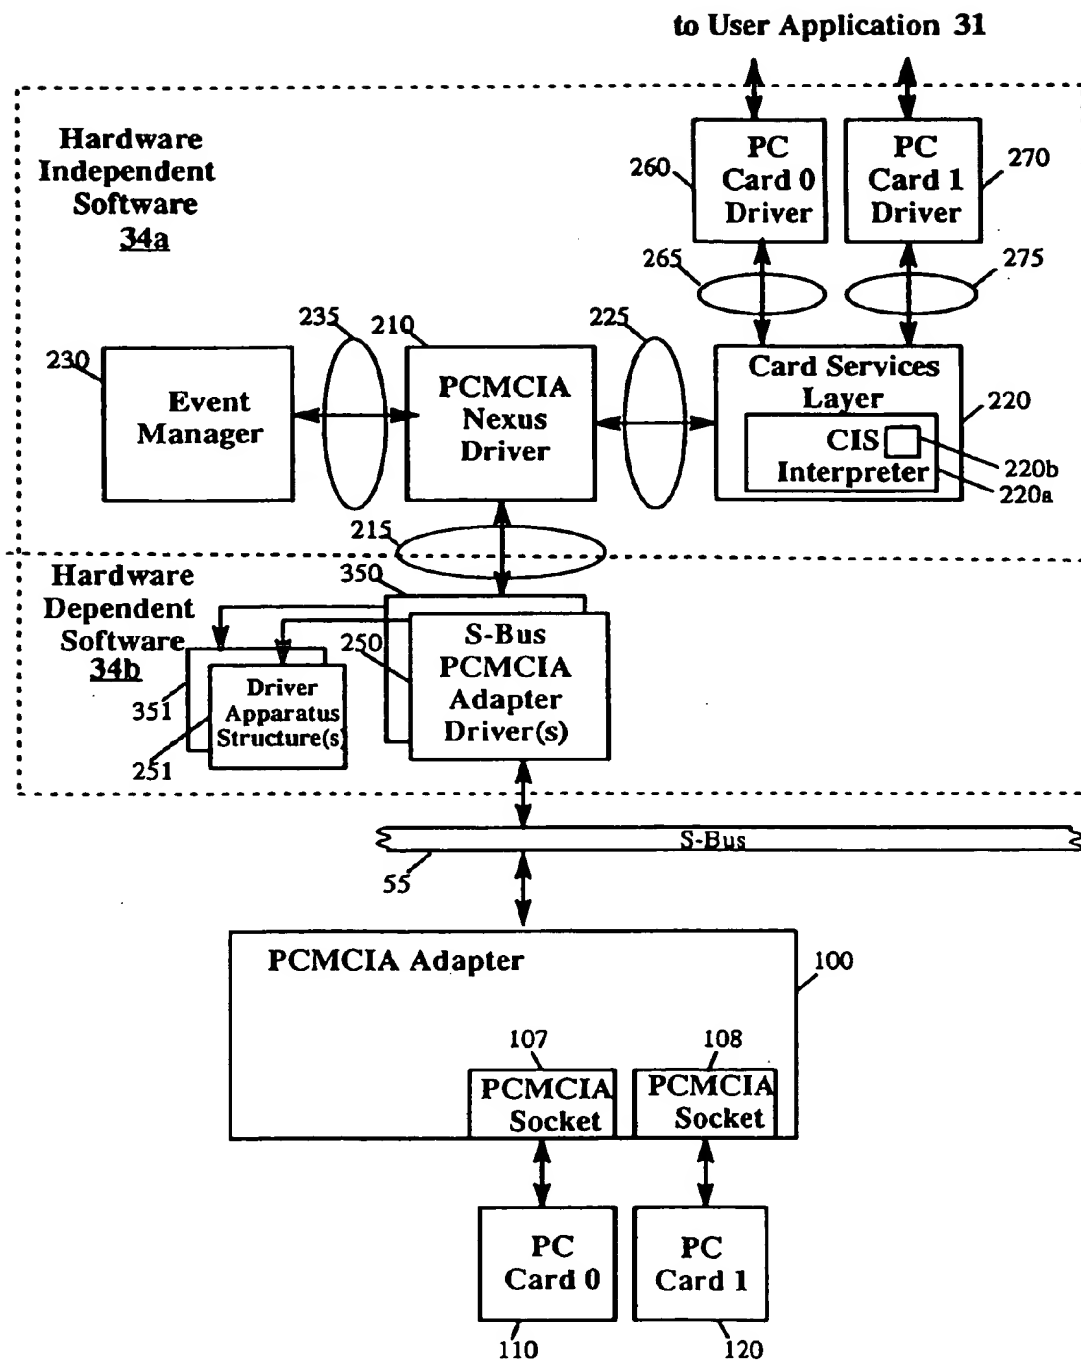 to User Application 31
Hardware
Independent
Software
34a
260
PC
Card 0
Driver
PC
Card 1
Driver
270
265
275
230
Event
Manager
235
210
PCMCIA
Nexus
Driver
225
Card Services
Layer
CIS
Interpreter
220
220b
220a
215
Hardware
Dependent
Software
34b
350
250
S-Bus
PCMCIA
Adapter
Driver(s)
351
251
Driver
Apparatus
Structure(s)
S-Bus
55
PCMCIA Adapter
100
107
108
PCMCIA
Socket
PCMCIA
Socket
PC
Card 0
PC
Card 1
110
120